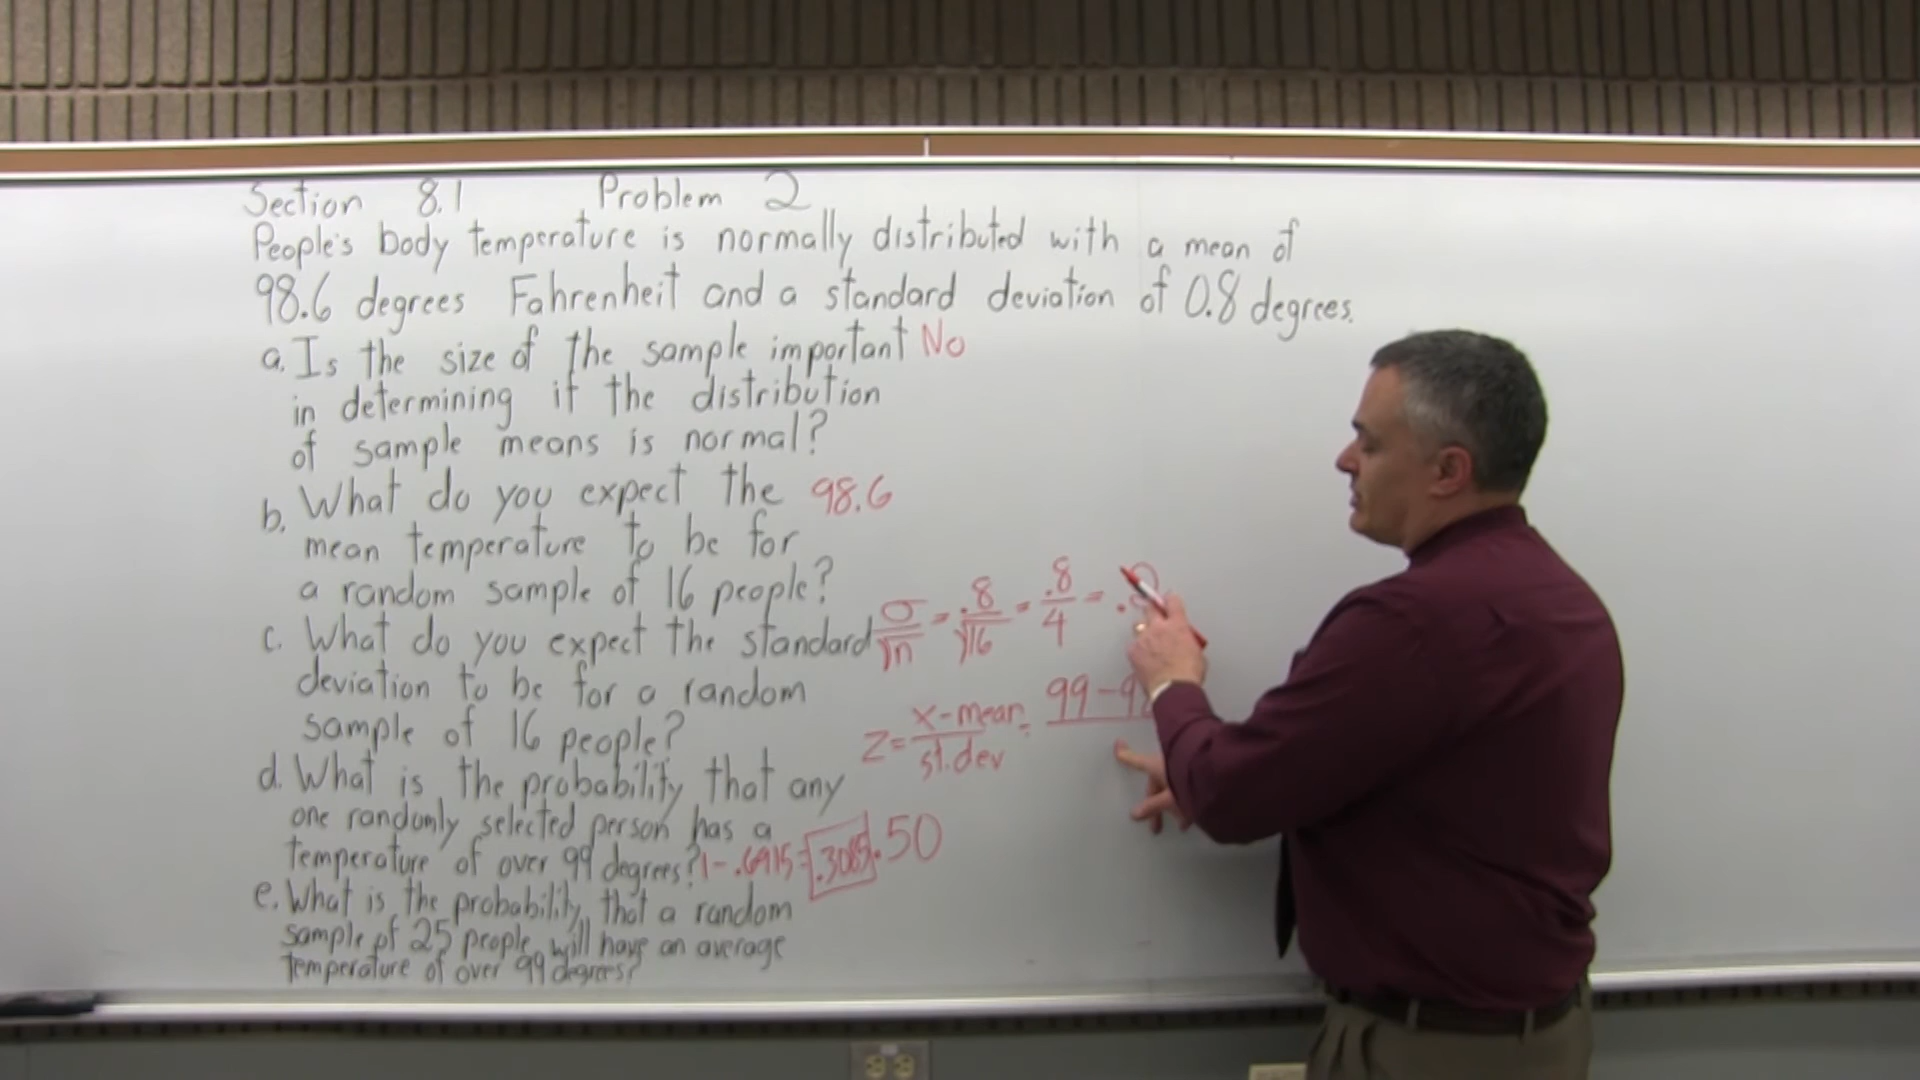 Section 8.1 Problem 2
People's body temperature is normally distributed with a mean of
98.6 degrees Fahrenheit and a standard deviation of 0.8 degrees.
a. Is the size of the sample important No
in determining if the distribution
of sample means is normal?
b. What do you expect the 98.6
mean temperature to be for
a random sample of 16 people?
c. What do you expect the standard
deviation to be for a random
sample of 16 people?
σ/√n = .8/√16 = .8/4 =
d. What is the probability that any
one randomly selected person has a
temperature of over 99 degrees? 1-.6915=.3085
z = x-mean/st.dev = 99-9
.50
e. What is the probability that a random
sample of 25 people will have an average
temperature of over 99 degrees?